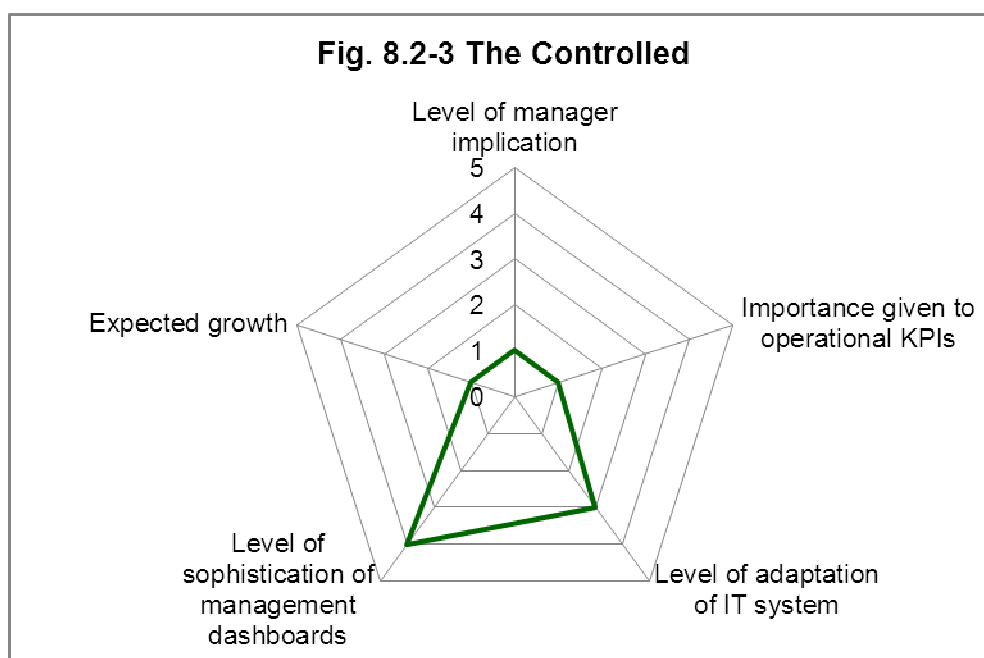 Fig. 8.2-3 The Controlled
Level of manager
implication
5
4
3
2
1
0
Importance given to
operational KPIs
Level of adaptation
of IT system
Level of
sophistication of
management
dashboards
Expected growth